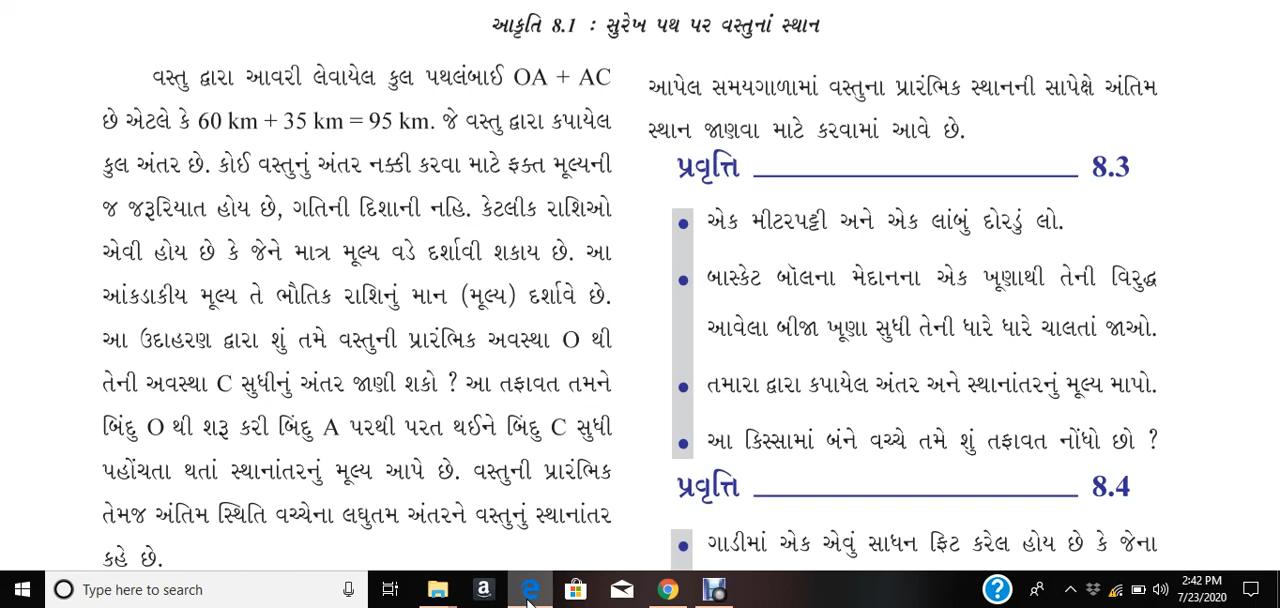 આકૃતિ 8.1 : સુરેખ પથ પર વસ્તુનાં સ્થાન
વસ્તુ દ્વારા આવરી લેવાયેલ કુલ પથલંબાઈ OA + AC
છે એટલે કે 60 km + 35 km = 95 km. જે વસ્તુ દ્વારા કપાયેલ
કુલ અંતર છે. કોઈ વસ્તુનું અંતર નક્કી કરવા માટે ફક્ત મૂલ્યની
જ જરૂરિયાત હોય છે, ગતિની દિશાની નહિ. કેટલીક રાશિઓ
એવી હોય છે કે જેને માત્ર મૂલ્ય વડે દર્શાવી શકાય છે. આ
આંકડાકીય મૂલ્ય તે ભૌતિક રાશિનું માન (મૂલ્ય) દર્શાવે છે.
આ ઉદાહરણ દ્વારા શું તમે વસ્તુની પ્રારંભિક અવસ્થા O થી
તેની અવસ્થા C સુધીનું અંતર જાણી શકો ? આ તફાવત તમને
બિંદુ O થી શરૂ કરી બિંદુ A પરથી પરત થઈને બિંદુ C સુધી
પહોંચતા થતાં સ્થાનાંતરનું મૂલ્ય આપે છે. વસ્તુની પ્રારંભિક
તેમજ અંતિમ સ્થિતિ વચ્ચેના લઘુતમ અંતરને વસ્તુનું સ્થાનાંતર
કહે છે.
આપેલ સમયગાળામાં વસ્તુના પ્રારંભિક સ્થાનની સાપેક્ષે અંતિમ
સ્થાન જાણવા માટે કરવામાં આવે છે.
પ્રવૃત્તિ 8.3
• એક મીટરપટ્ટી અને એક લાંબું દોરડું લો.
• બાસ્કેટ બૉલના મેદાનના એક ખૂણાથી તેની વિરુદ્ધ
આવેલા બીજા ખૂણા સુધી તેની ધારે ધારે ચાલતાં જાઓ.
• તમારા દ્વારા કપાયેલ અંતર અને સ્થાનાંતરનું મૂલ્ય માપો.
• આ કિસ્સામાં બંને વચ્ચે તમે શું તફાવત નોંધો છો ?
પ્રવૃત્તિ 8.4
• ગાડીમાં એક એવું સાધન ફિટ કરેલ હોય છે કે જેના
Type here to search
2:42 PM
7/23/2020